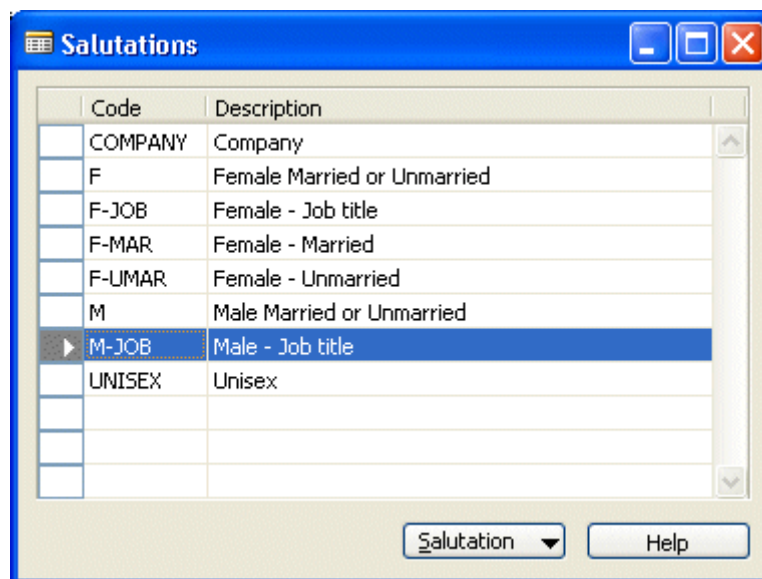 Salutations
Code Description
COMPANY Company
F Female Married or Unmarried
F-JOB Female - Job title
F-MAR Female - Married
F-UMAR Female - Unmarried
M Male Married or Unmarried
M-JOB Male - Job title
UNISEX Unisex
Salutation Help